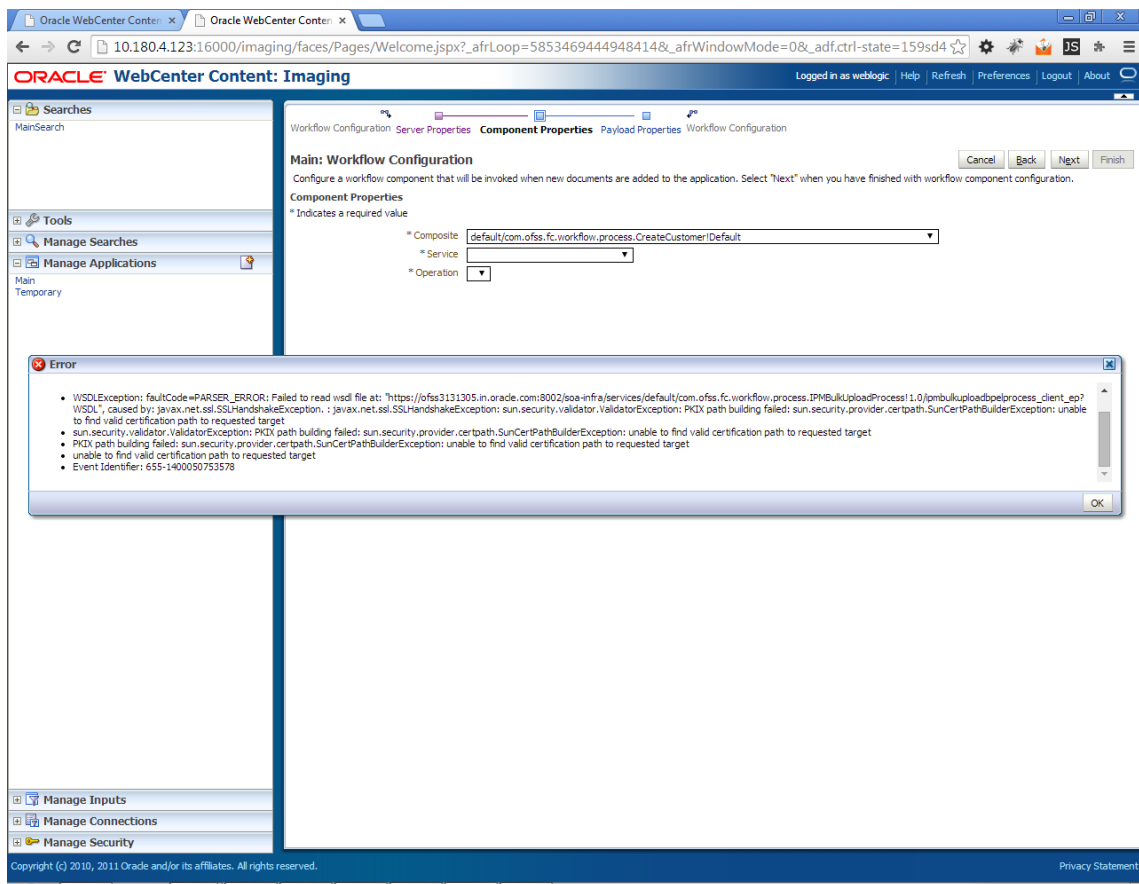 Oracle WebCenter Conten ×
Oracle WebCenter Conten ×
10.180.4.123:16000/imaging/faces/Pages/Welcome.jspx?_afrLoop=5853469444948414&_afrWindowMode=0&_adf.ctrl-state=159sd4
JS
ORACLE WebCenter Content: Imaging
Logged in as weblogic Help Refresh Preferences Logout About
Searches
MainSearch
Tools
Manage Searches
Manage Applications
Main
Temporary
Workflow Configuration Server Properties Component Properties Payload Properties Workflow Configuration
Main: Workflow Configuration
Cancel Back Next Finish
Configure a workflow component that will be invoked when new documents are added to the application. Select "Next" when you have finished with workflow component configuration.
Component Properties
* Indicates a required value
* Composite default/com.ofss.fc.workflow.process.CreateCustomer!Default
* Service
* Operation
Error
• WSDLException: faultCode=PARSER_ERROR: Failed to read wsdl file at: "https://ofss3131305.in.oracle.com:8002/soa-infra/services/default/com.ofss.fc.workflow.process.IPMBulkUploadProcess!1.0/ipmbulkuploadbpelprocess_client_ep?
WSDL", caused by: javax.net.ssl.SSLHandshakeException. : javax.net.ssl.SSLHandshakeException: sun.security.validator.ValidatorException: PKIX path building failed: sun.security.provider.certpath.SunCertPathBuilderException: unable
to find valid certification path to requested target
• sun.security.validator.ValidatorException: PKIX path building failed: sun.security.provider.certpath.SunCertPathBuilderException: unable to find valid certification path to requested target
• PKIX path building failed: sun.security.provider.certpath.SunCertPathBuilderException: unable to find valid certification path to requested target
• unable to find valid certification path to requested target
• Event Identifier: 655-1400050753578
OK
Manage Inputs
Manage Connections
Manage Security
Copyright (c) 2010, 2011 Oracle and/or its affiliates. All rights reserved.
Privacy Statement